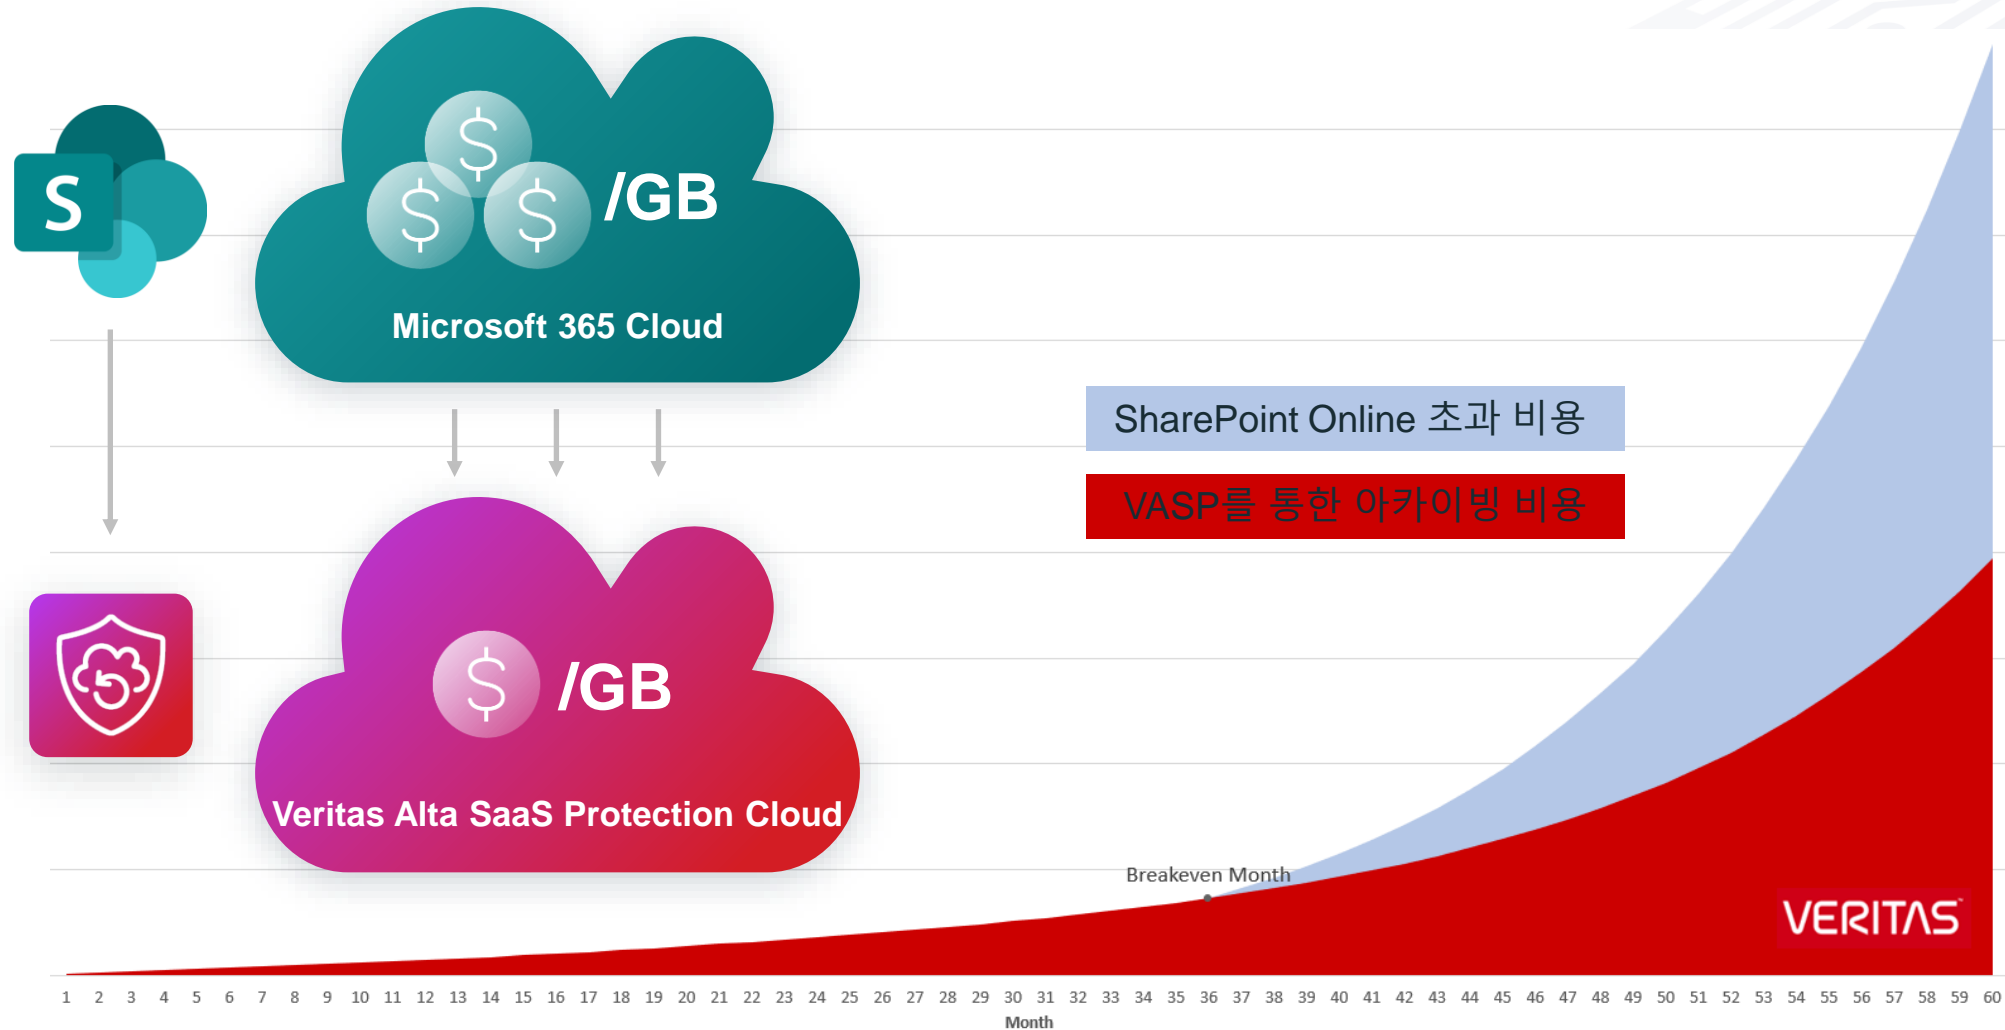 S
$
$ $ /GB
Microsoft 365 Cloud
SharePoint Online 초과 비용
VASP를 통한 아카이빙 비용
$ /GB
Veritas Alta SaaS Protection Cloud
Breakeven Month
VERITAS
1 2 3 4 5 6 7 8 9 10 11 12 13 14 15 16 17 18 19 20 21 22 23 24 25 26 27 28 29 30 31 32 33 34 35 36 37 38 39 40 41 42 43 44 45 46 47 48 49 50 51 52 53 54 55 56 57 58 59 60
Month